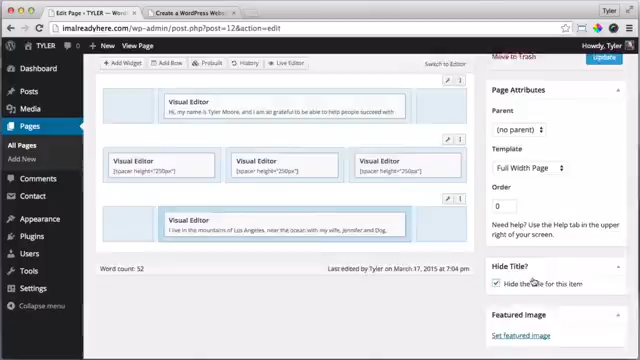 Edit Page ‹ TYLER — Word
Create a WordPress Websi
Tyler
imalreadyhere.com/wp-admin/post.php?post=12&action=edit
TYLER
0
New
View Page
Howdy, Tyler
Move to Trash
Update
Dashboard
Posts
Media
Pages
All Pages
Add New
Comments
Contact
Appearance
Plugins
Users
Tools
Settings
Collapse menu
Add Widget
Add Row
Prebuilt
History
Live Editor
Switch to Editor
Visual Editor
Hi, my name is Tyler Moore, and I am so grateful to be able to help people succeed with
Visual Editor
[spacer height="250px"]
Visual Editor
[spacer height="250px"]
Visual Editor
[spacer height="250px"]
Visual Editor
I live in the mountains of Los Angeles, near the ocean with my wife, Jennifer and Dog,
Word count: 52
Last edited by Tyler on March 17, 2015 at 7:04 pm
Page Attributes
Parent
(no parent)
Template
Full Width Page
Order
0
Need help? Use the Help tab in the upper
right of your screen.
Hide Title?
Hide the title for this item
Featured Image
Set featured image